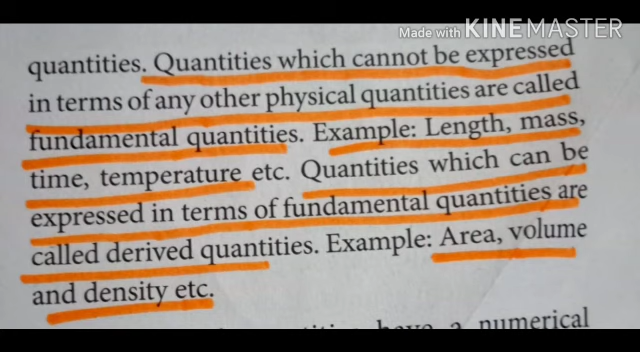 Made with KINEMASTER
quantities. Quantities which cannot be expressed
in terms of any other physical quantities are called
fundamental quantities. Example: Length, mass,
time, temperature etc. Quantities which can be
expressed in terms of fundamental quantities are
called derived quantities. Example: Area, volume
and density etc.
have a numerical